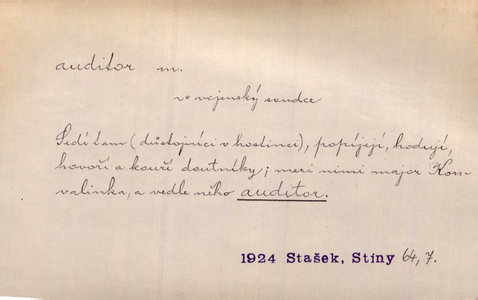 auditor m.
vojenský soudce
Sedí tam (důstojníci v hostinci), popíjejí, hodují,
hovoří a kouří doutníky; mezi nimi major Kon-
valinka, a vedle něho auditor.
1924 Stašek, Stíny 64, 7.